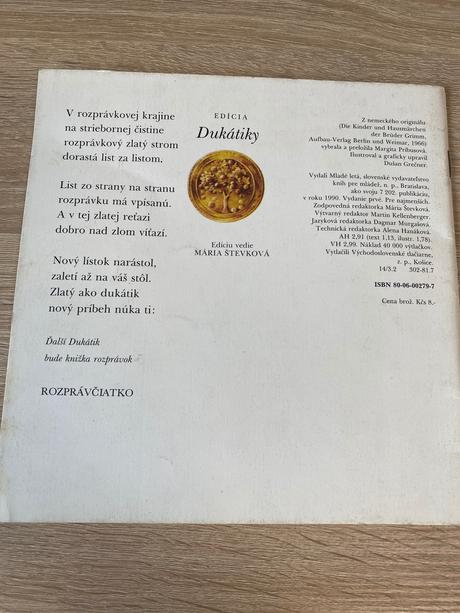 V rozprávkovej krajine
na striebornej čistine
rozprávkový zlatý strom
dorastá list za listom.
List zo strany na stranu
rozprávku má vpísanú.
A v tej zlatej reťazi
dobro nad zlom víťazí.
Nový lístok narástol,
zaletí až na váš stôl.
Zlatý ako dukátik
nový príbeh núka ti:
Ďalší Dukátik
bude knižka rozprávok
ROZPRÁVČIATKO
EDÍCIA
Dukátiky
Edíciu vedie
MÁRIA ŠTEVKOVÁ
Z nemeckého originálu
(Die Kinder und Hausmärchen
der Brüder Grimm,
Aufbau-Verlag Berlin und Weimar, 1966)
vybrala a preložila Margita Príbusová.
Ilustroval a graficky upravil
Dušan Grečner.
Vydali Mladé letá, slovenské vydavateľstvo
kníh pre mládež, n. p., Bratislava,
ako svoju 7 202. publikáciu,
v roku 1990. Vydanie prvé. Pre najmenších.
Zodpovedná redaktorka Mária Števková.
Výtvarný redaktor Martin Kellenberger.
Jazyková redaktorka Dagmar Murgašová.
Technická redaktorka Alena Hanáková.
AH 2,91 (text 1,13, ilustr. 1,78).
VH 2,99. Náklad 40 000 výtlačkov.
Vytlačili Východoslovenské tlačiarne,
z. p., Košice.
14/3.2 302-81.7
ISBN 80-06-00279-7
Cena brož. Kčs 8,-